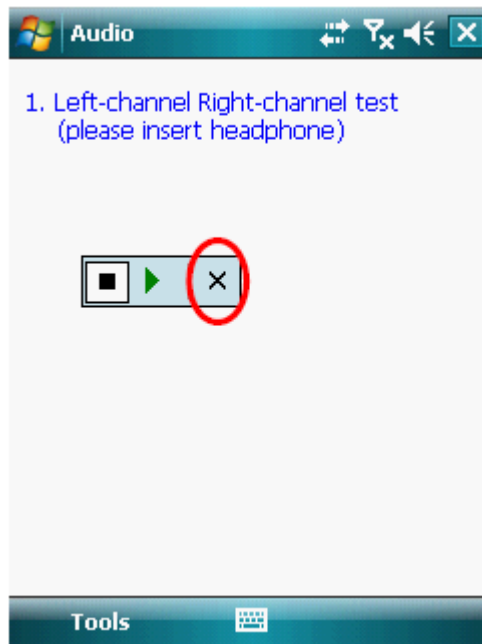 Audio
1. Left-channel Right-channel test
(please insert headphone)
Tools